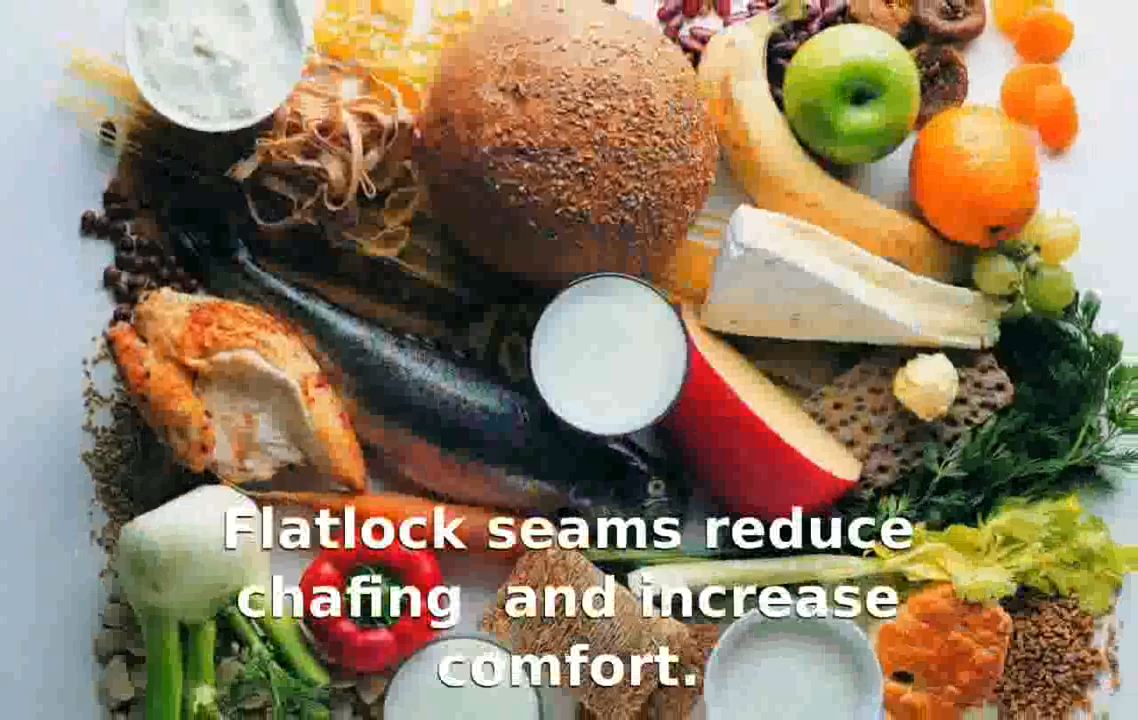 Flatlock seams reduce
chafing  and increase
comfort.